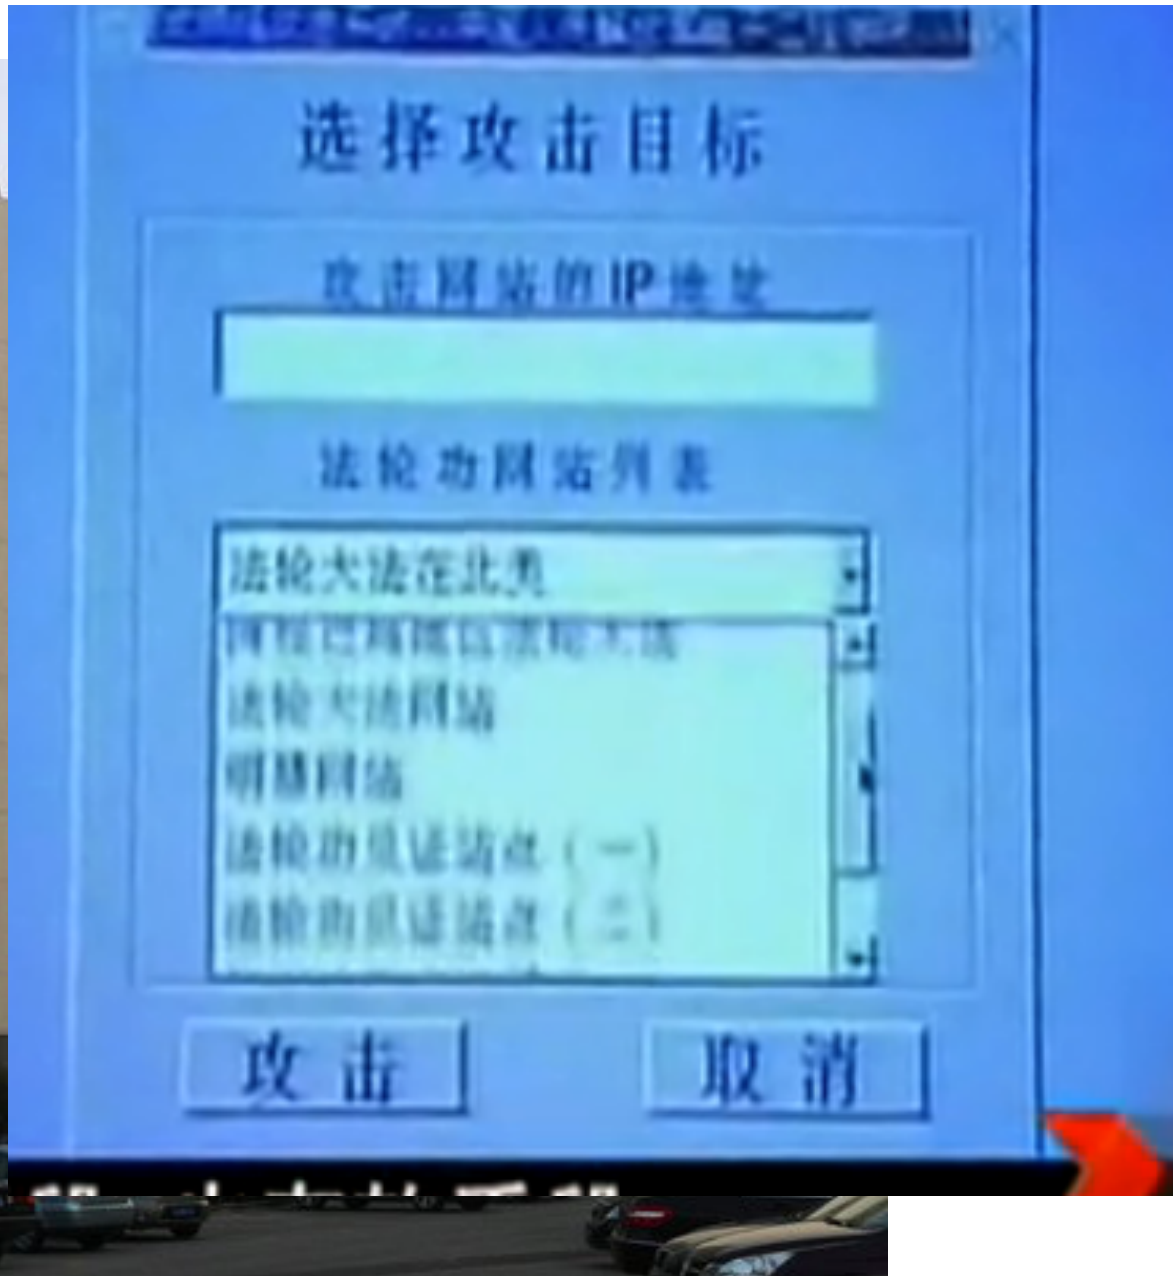 选择攻击目标
攻击网站的IP地址
法轮功网站列表
法轮大法在北美
法轮大法网站
明慧网站
法轮功见证站点(一)
法轮功见证站点(二)
攻击
取消